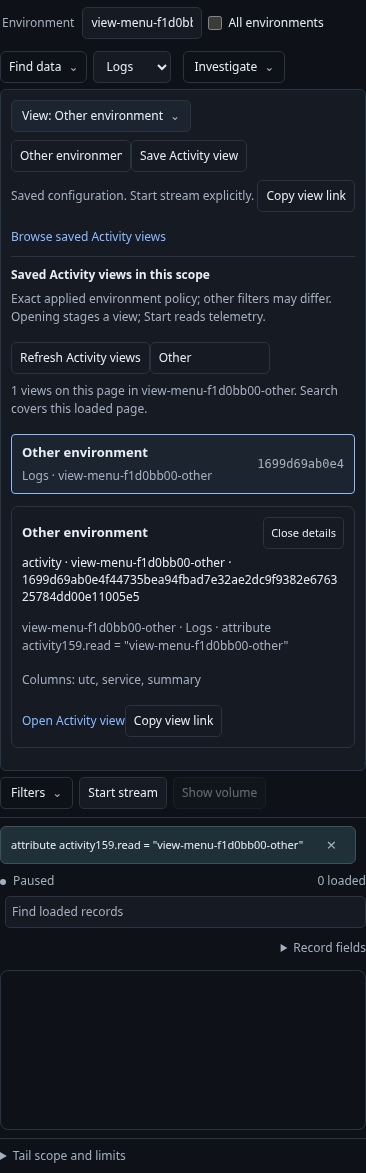 Environment view-menu-f1d0bb All environments
Find data Logs Investigate
View: Other environment
Other environmer Save Activity view
Saved configuration. Start stream explicitly. Copy view link
Browse saved Activity views
Saved Activity views in this scope
Exact applied environment policy; other filters may differ.
Opening stages a view; Start reads telemetry.
Refresh Activity views Other
1 views on this page in view-menu-f1d0bb00-other. Search
covers this loaded page.
Other environment
Logs · view-menu-f1d0bb00-other 1699d69ab0e4
Other environment Close details
activity · view-menu-f1d0bb00-other ·
1699d69ab0e4f44735bea94fbad7e32ae2dc9f9382e6763
25784dd00e11005e5
view-menu-f1d0bb00-other · Logs · attribute
activity159.read = "view-menu-f1d0bb00-other"
Columns: utc, service, summary
Open Activity view Copy view link
Filters Start stream Show volume
attribute activity159.read = "view-menu-f1d0bb00-other" ×
Paused 0 loaded
Find loaded records
Record fields
Tail scope and limits